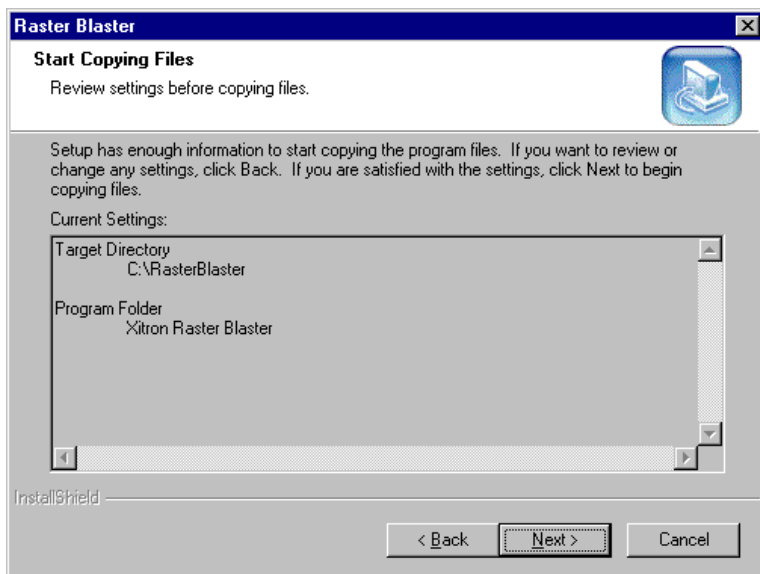 Raster Blaster
Start Copying Files
Review settings before copying files.
Setup has enough information to start copying the program files.  If you want to review or
change any settings, click Back.  If you are satisfied with the settings, click Next to begin
copying files.
Current Settings:
Target Directory
C:\RasterBlaster
Program Folder
Xitron Raster Blaster
InstallShield
< Back
Next >
Cancel